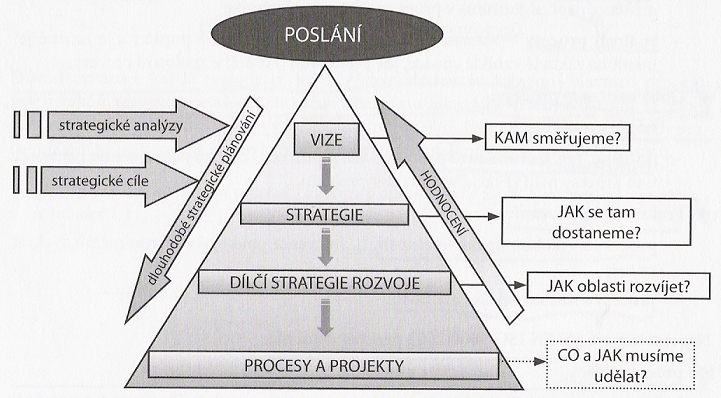 POSLÁNÍ
strategické analýzy
strategické cíle
dlouhodobé strategické plánování
VIZE
KAM směřujeme?
HODNOCENÍ
STRATEGIE
JAK se tam
dostaneme?
DÍLČÍ STRATEGIE ROZVOJE
JAK oblasti rozvíjet?
PROCESY A PROJEKTY
CO a JAK musíme
udělat?